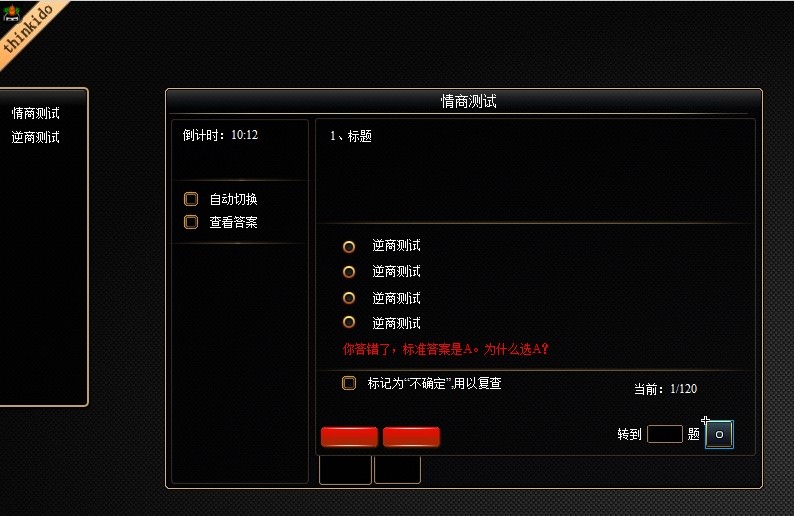 thinkido
情商测试
逆商测试
情商测试
倒计时：10:12
自动切换
查看答案
1、标题
逆商测试
逆商测试
逆商测试
逆商测试
你答错了，标准答案是A。为什么选A？
标记为“不确定”,用以复查
当前：1/120
转到 题